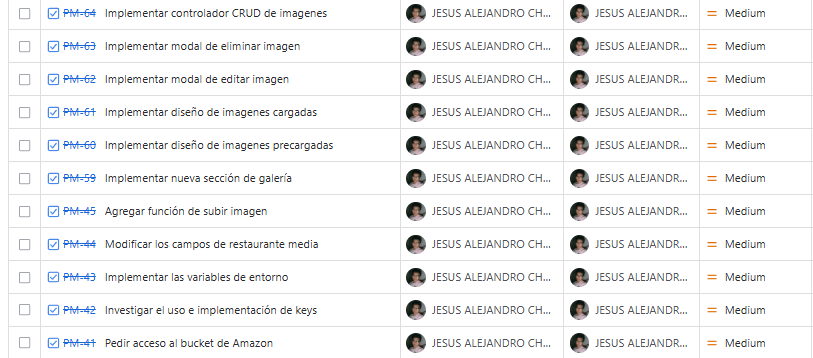 PM-64 Implementar controlador CRUD de imagenes JESUS ALEJANDRO CH... JESUS ALEJANDR... Medium
PM-63 Implementar modal de eliminar imagen JESUS ALEJANDRO CH... JESUS ALEJANDR... Medium
PM-62 Implementar modal de editar imagen JESUS ALEJANDRO CH... JESUS ALEJANDR... Medium
PM-61 Implementar diseño de imagenes cargadas JESUS ALEJANDRO CH... JESUS ALEJANDR... Medium
PM-60 Implementar diseño de imagenes precargadas JESUS ALEJANDRO CH... JESUS ALEJANDR... Medium
PM-59 Implementar nueva sección de galería JESUS ALEJANDRO CH... JESUS ALEJANDR... Medium
PM-45 Agregar función de subir imagen JESUS ALEJANDRO CH... JESUS ALEJANDR... Medium
PM-44 Modificar los campos de restaurante media JESUS ALEJANDRO CH... JESUS ALEJANDR... Medium
PM-43 Implementar las variables de entorno JESUS ALEJANDRO CH... JESUS ALEJANDR... Medium
PM-42 Investigar el uso e implementación de keys JESUS ALEJANDRO CH... JESUS ALEJANDR... Medium
PM-41 Pedir acceso al bucket de Amazon JESUS ALEJANDRO CH... JESUS ALEJANDR... Medium